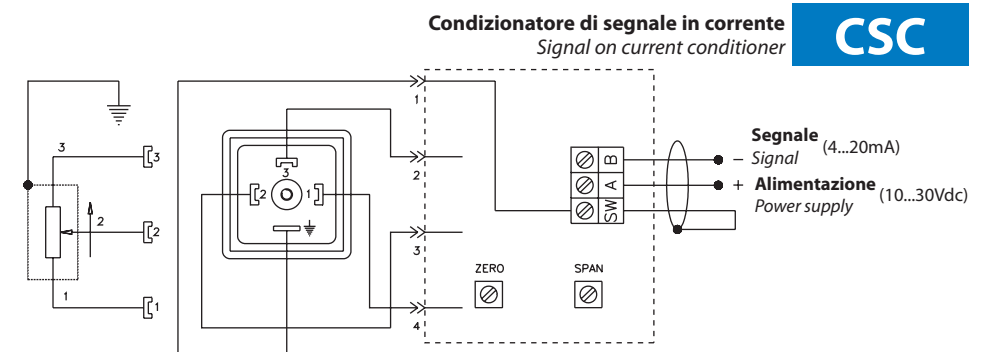 Condizionatore di segnale in corrente
Signal on current conditioner
CSC
1
3
3
2
2
1
1
3
2
1
2
3
4
B
A
SW
Segnale (4...20mA)
– Signal
+ Alimentazione (10...30Vdc)
Power supply
ZERO
SPAN